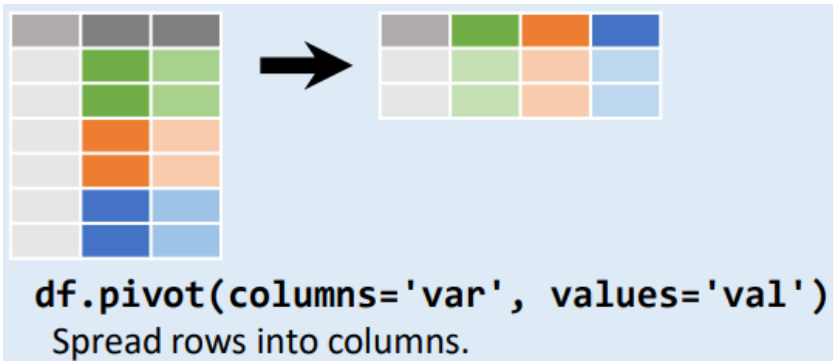 df.pivot(columns='var', values='val')
Spread rows into columns.